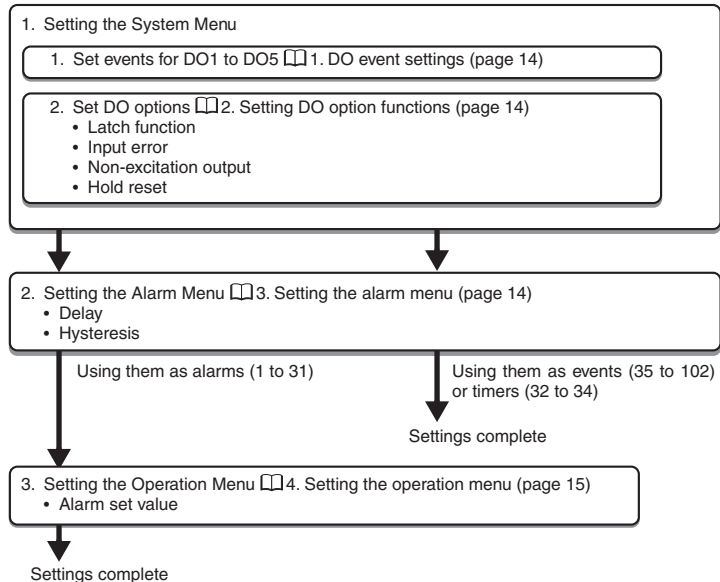 1. Setting the System Menu
1. Set events for DO1 to DO5 1. DO event settings (page 14)
2. Set DO options 2. Setting DO option functions (page 14)
• Latch function
• Input error
• Non-excitation output
• Hold reset
2. Setting the Alarm Menu 3. Setting the alarm menu (page 14)
• Delay
• Hysteresis
Using them as alarms (1 to 31)
Using them as events (35 to 102)
or timers (32 to 34)
Settings complete
3. Setting the Operation Menu 4. Setting the operation menu (page 15)
• Alarm set value
Settings complete